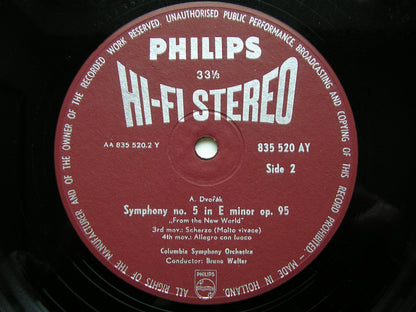 ALL RIGHTS OF THE MANUFACTURER AND OF THE OWNER OF THE RECORDED WORK RESERVED. UNAUTHORISED PUBLIC PERFORMANCE, BROADCASTING AND COPYING OF THIS RECORD PROHIBITED. - MADE IN HOLLAND.
PHILIPS
33⅓
HI-FI STEREO
AA 835 520.2 Y
835 520 AY
Side 2
A. Dvořák
Symphony no. 5 in E minor op. 95
„From the New World"
3rd mov.: Scherzo (Molto vivace)
4th mov.: Allegro con fuoco
Columbia Symphony Orchestra
Conductor: Bruno Walter
PHILIPS